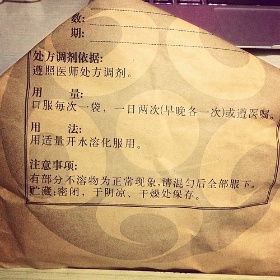 数:
期:
处方调剂依据:
遵照医师处方调剂。
用 量:
口服每次一袋，一日两次(早晚各一次)或遵医嘱。
用 法:
用适量开水溶化服用。
注意事项:
有部分不溶物为正常现象,请混匀后全部服下。
贮藏:密闭，于阴凉、干燥处保存。